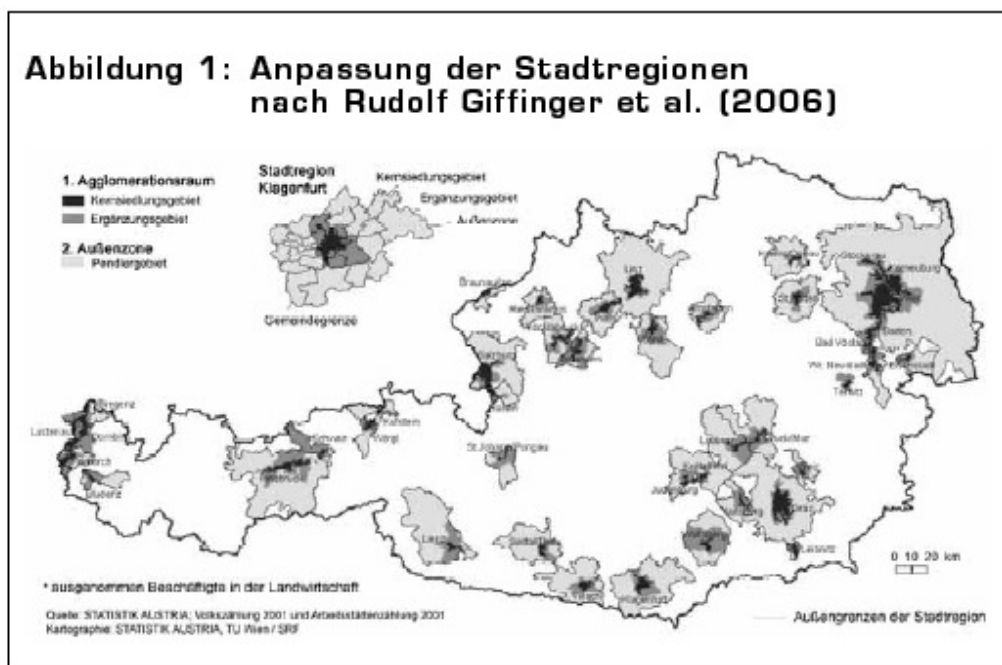 Abbildung 1: Anpassung der Stadtregionen
nach Rudolf Giffinger et al. (2006)
1. Agglomerationsraum
Kernsiedlungsgebiet
Ergänzungsgebiet
2. Außenzone
Pendlergebiet
Stadtregion
Klagenfurt
Kernsiedlungsgebiet
Ergänzungsgebiet
Außenzone
Gemeindegrenze
Linz
Braunau
Stockerau
Korneuburg
Baden
Bad Vöslau
Wr. Neustadt
Ternitz
Salzburg
Hallein
Bregenz
Lustenau
Dornbirn
Feldkirch
Bludenz
Schwaz
Innsbruck
Kufstein
Wörgl
St. Johann/Pongau
Lienz
Spittal
Villach
Klagenfurt
Judenburg
Graz
Leibnitz
0 10 20 km
* ausgenommen Beschäftigte in der Landwirtschaft
Quelle: STATISTIK AUSTRIA; Volkszählung 2001 und Arbeitsstättenzählung 2001
Kartographie: STATISTIK AUSTRIA, TU Wien / SRF
Außengrenzen der Stadtregion